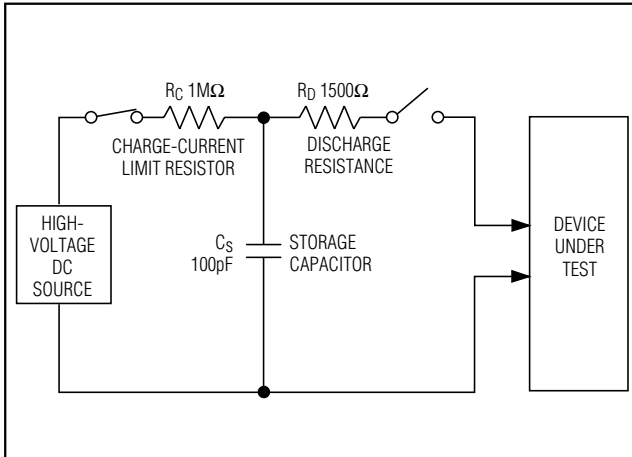 R_C 1MΩ
CHARGE-CURRENT
LIMIT RESISTOR
R_D 1500Ω
DISCHARGE
RESISTANCE
HIGH-
VOLTAGE
DC
SOURCE
C_S
100pF
STORAGE
CAPACITOR
DEVICE
UNDER
TEST